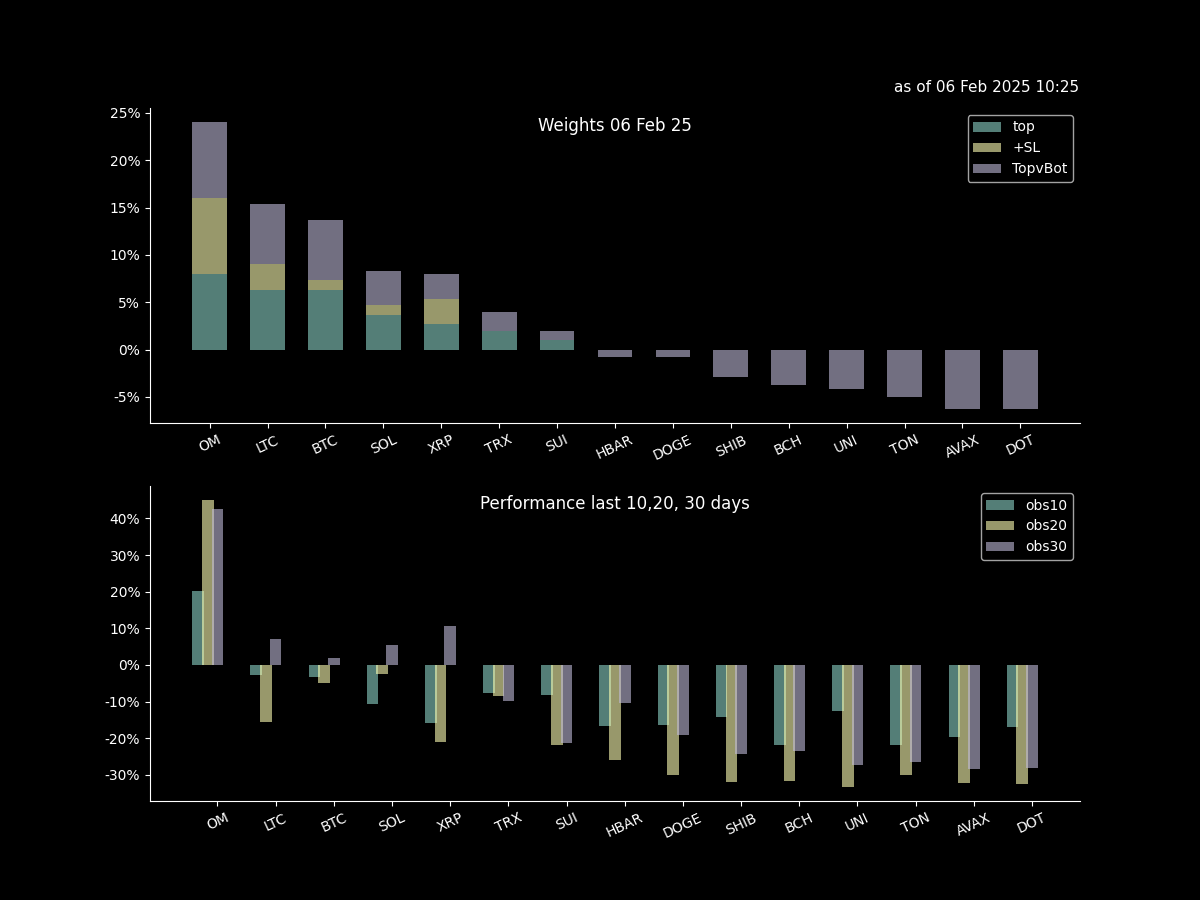 as of 06 Feb 2025 10:25
Weights 06 Feb 25
top
+SL
TopvBot
25%
20%
15%
10%
5%
0%
-5%
OM LTC BTC SOL XRP TRX SUI HBAR DOGE SHIB BCH UNI TON AVAX DOT
Performance last 10,20, 30 days
obs10
obs20
obs30
40%
30%
20%
10%
0%
-10%
-20%
-30%
OM LTC BTC SOL XRP TRX SUI HBAR DOGE SHIB BCH UNI TON AVAX DOT